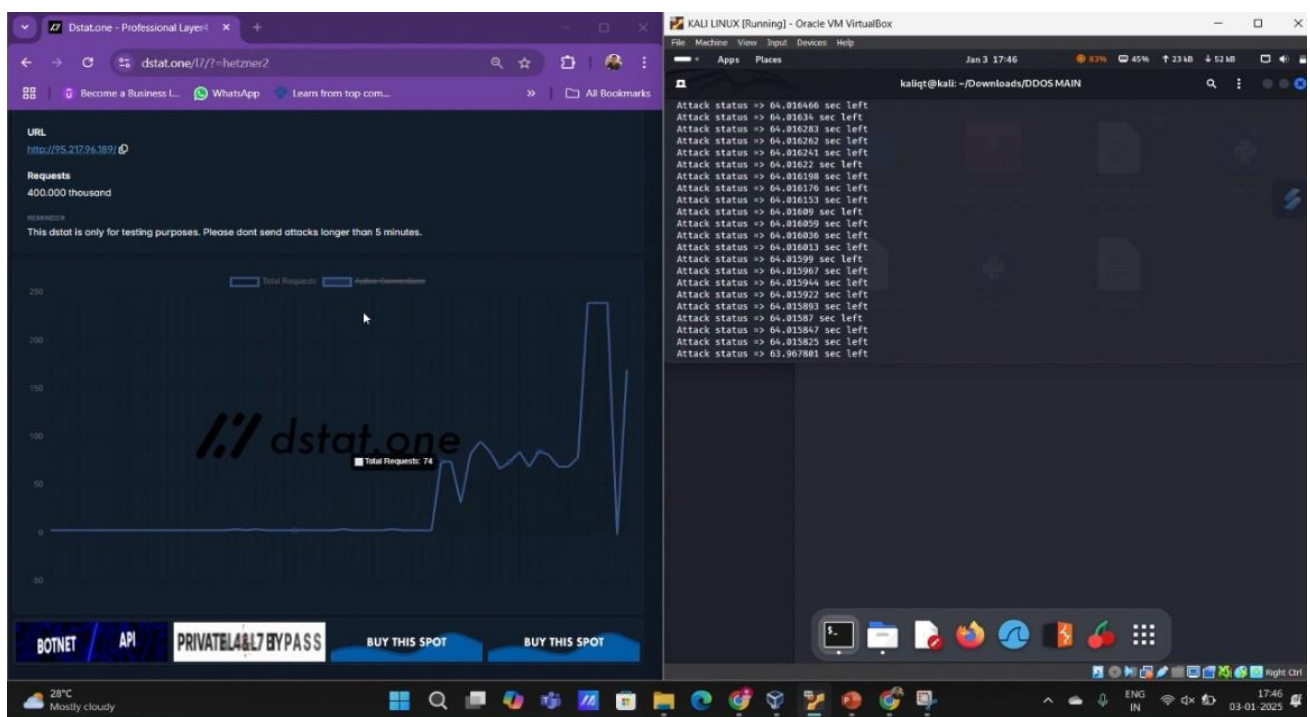 Dstat.one - Professional Layer4
dstat.one/l7/?=hetzner2
Become a Business L...
WhatsApp
Learn from top com...
All Bookmarks
URL
http://95.217.96.189/
Requests
400.000 thousand
REMINDER
This dstat is only for testing purposes. Please dont send attacks longer than 5 minutes.
Total Requests
Active Connections
250
200
150
100
50
0
-50
dstat.one
Total Requests: 74
BOTNET API
PRIVATE L4&L7 BYPASS
BUY THIS SPOT
BUY THIS SPOT
KALI LINUX [Running] - Oracle VM VirtualBox
File Machine View Input Devices Help
Apps Places
Jan 3 17:46
83% 45% ↑ 23 kB ↓ 52 kB
kaliqt@kali: ~/Downloads/DDOS MAIN
Attack status => 64.016466 sec left
Attack status => 64.01634 sec left
Attack status => 64.016283 sec left
Attack status => 64.016262 sec left
Attack status => 64.016241 sec left
Attack status => 64.01622 sec left
Attack status => 64.016198 sec left
Attack status => 64.016176 sec left
Attack status => 64.016153 sec left
Attack status => 64.01609 sec left
Attack status => 64.016059 sec left
Attack status => 64.016036 sec left
Attack status => 64.016013 sec left
Attack status => 64.01599 sec left
Attack status => 64.015967 sec left
Attack status => 64.015944 sec left
Attack status => 64.015922 sec left
Attack status => 64.015893 sec left
Attack status => 64.01587 sec left
Attack status => 64.015847 sec left
Attack status => 64.015825 sec left
Attack status => 63.967801 sec left
Right Ctrl
28°C
Mostly cloudy
ENG
IN
17:46
03-01-2025